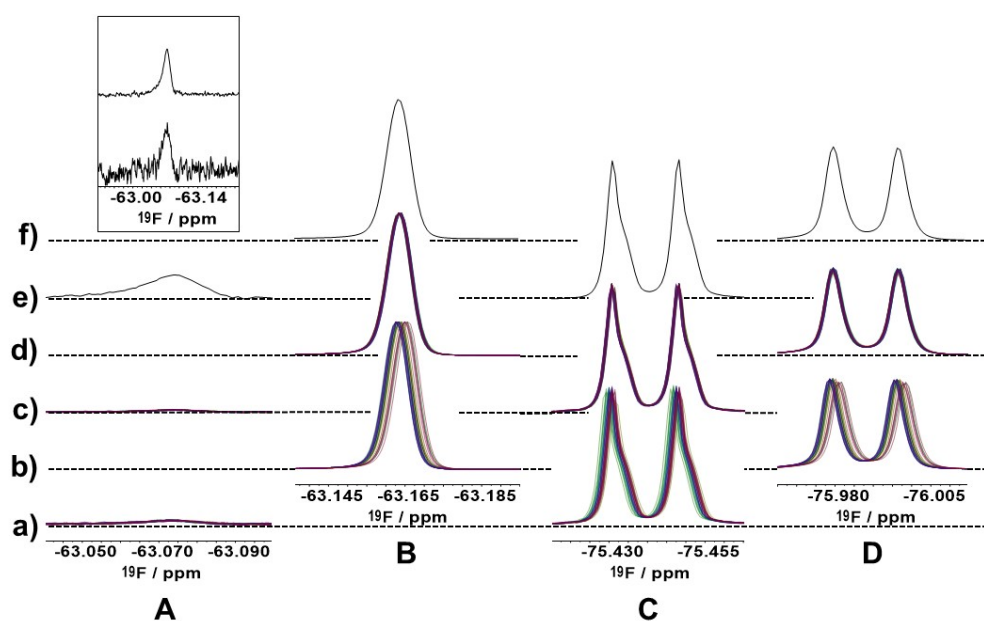 -63.00 -63.14
¹⁹F / ppm
f)
e)
d)
c)
b)
-63.145 -63.165 -63.185
¹⁹F / ppm
-75.980 -76.005
¹⁹F / ppm
a)
-63.050 -63.070 -63.090
¹⁹F / ppm
-75.430 -75.455
¹⁹F / ppm
A
B
C
D